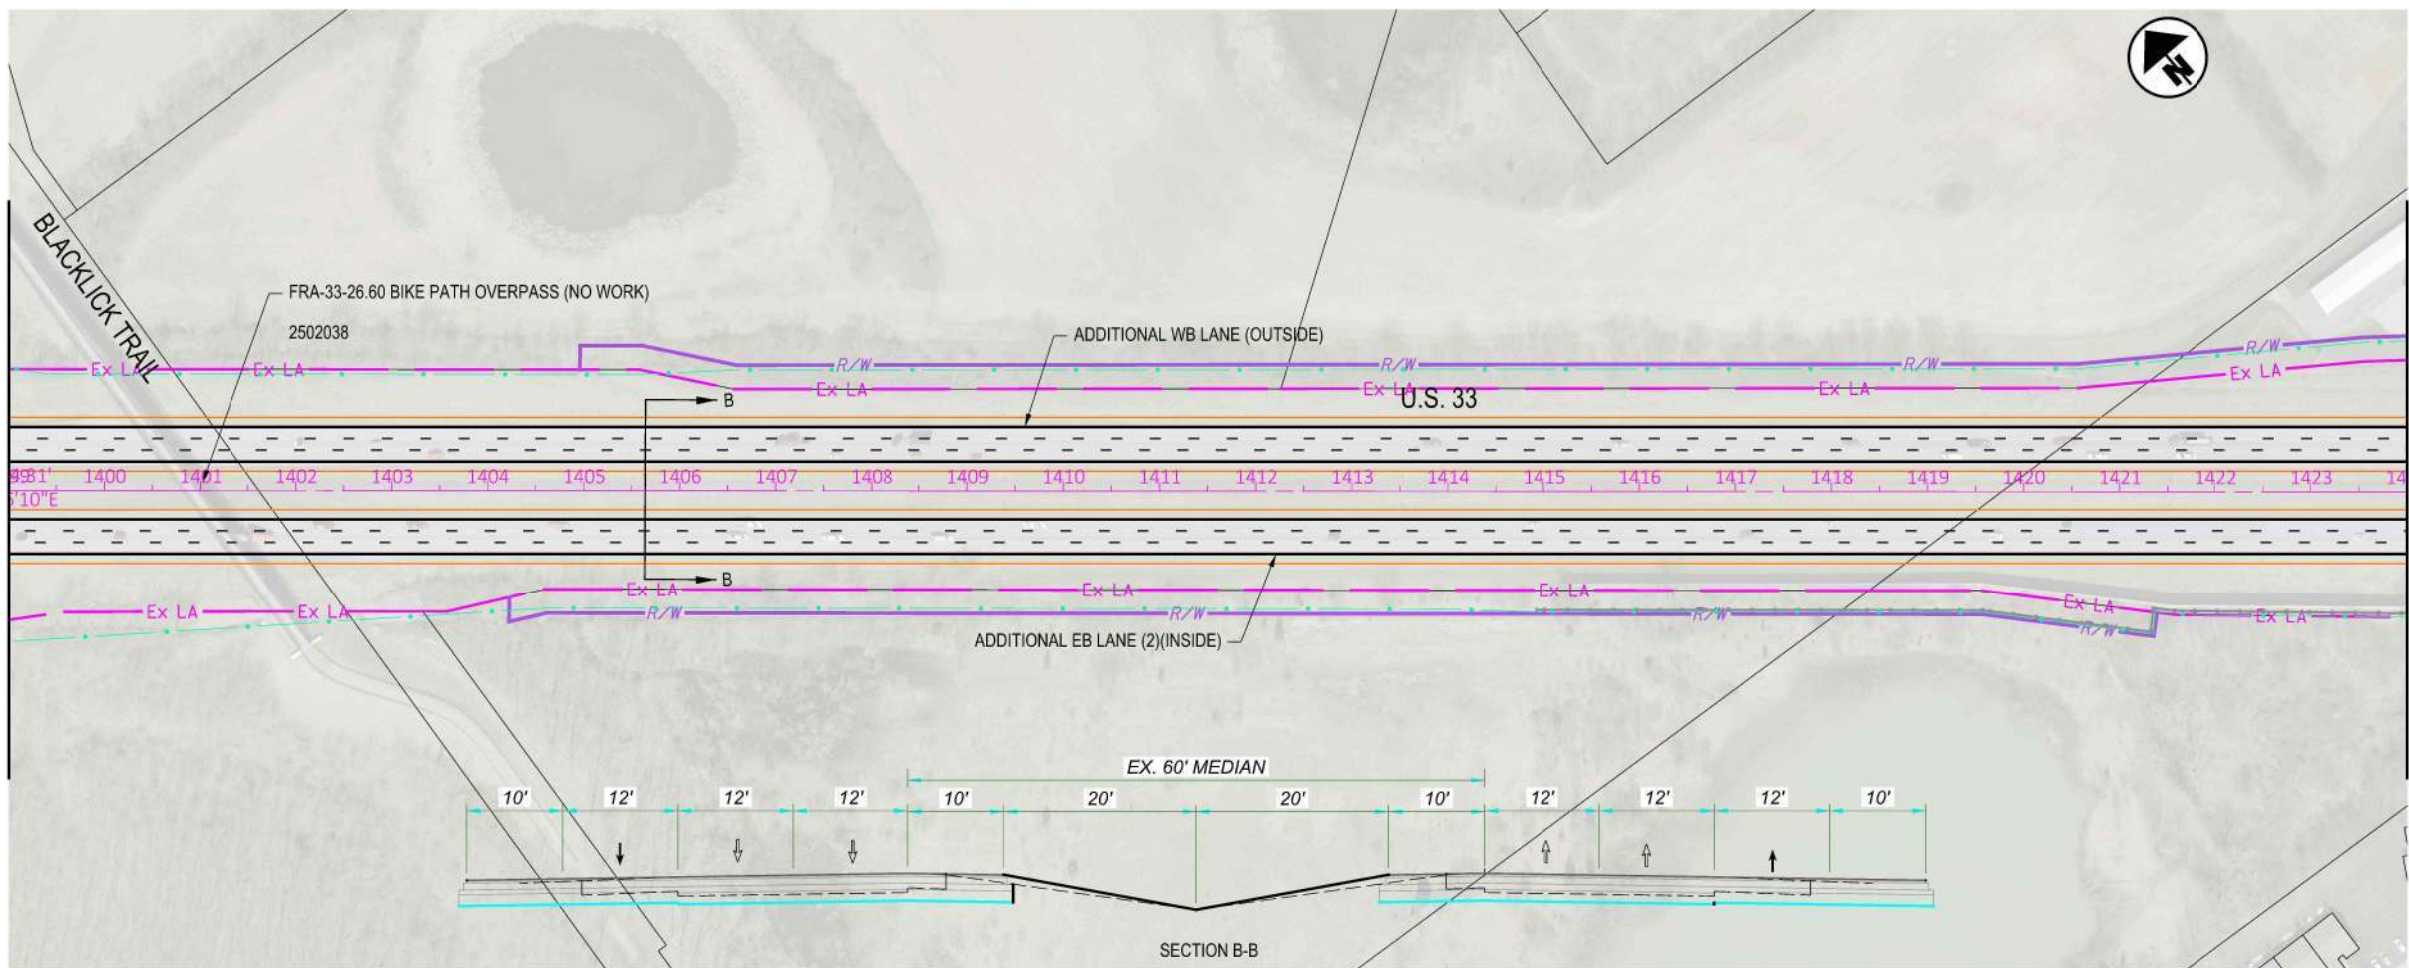 N
BLACKLICK TRAIL
FRA-33-26.60 BIKE PATH OVERPASS (NO WORK)
2502038
ADDITIONAL WB LANE (OUTSIDE)
Ex LA Ex LA R/W R/W R/W R/W
Ex LA Ex LA Ex LA Ex LA
B
U.S. 33
1400 1401 1402 1403 1404 1405 1406 1407 1408 1409 1410 1411 1412 1413 1414 1415 1416 1417 1418 1419 1420 1421 1422 1423 14
'10"E
B
Ex LA Ex LA Ex LA Ex LA
Ex LA Ex LA R/W R/W R/W R/W Ex LA
ADDITIONAL EB LANE (2)(INSIDE)
EX. 60' MEDIAN
10' 12' 12' 12' 10' 20' 20' 10' 12' 12' 12' 10'
SECTION B-B